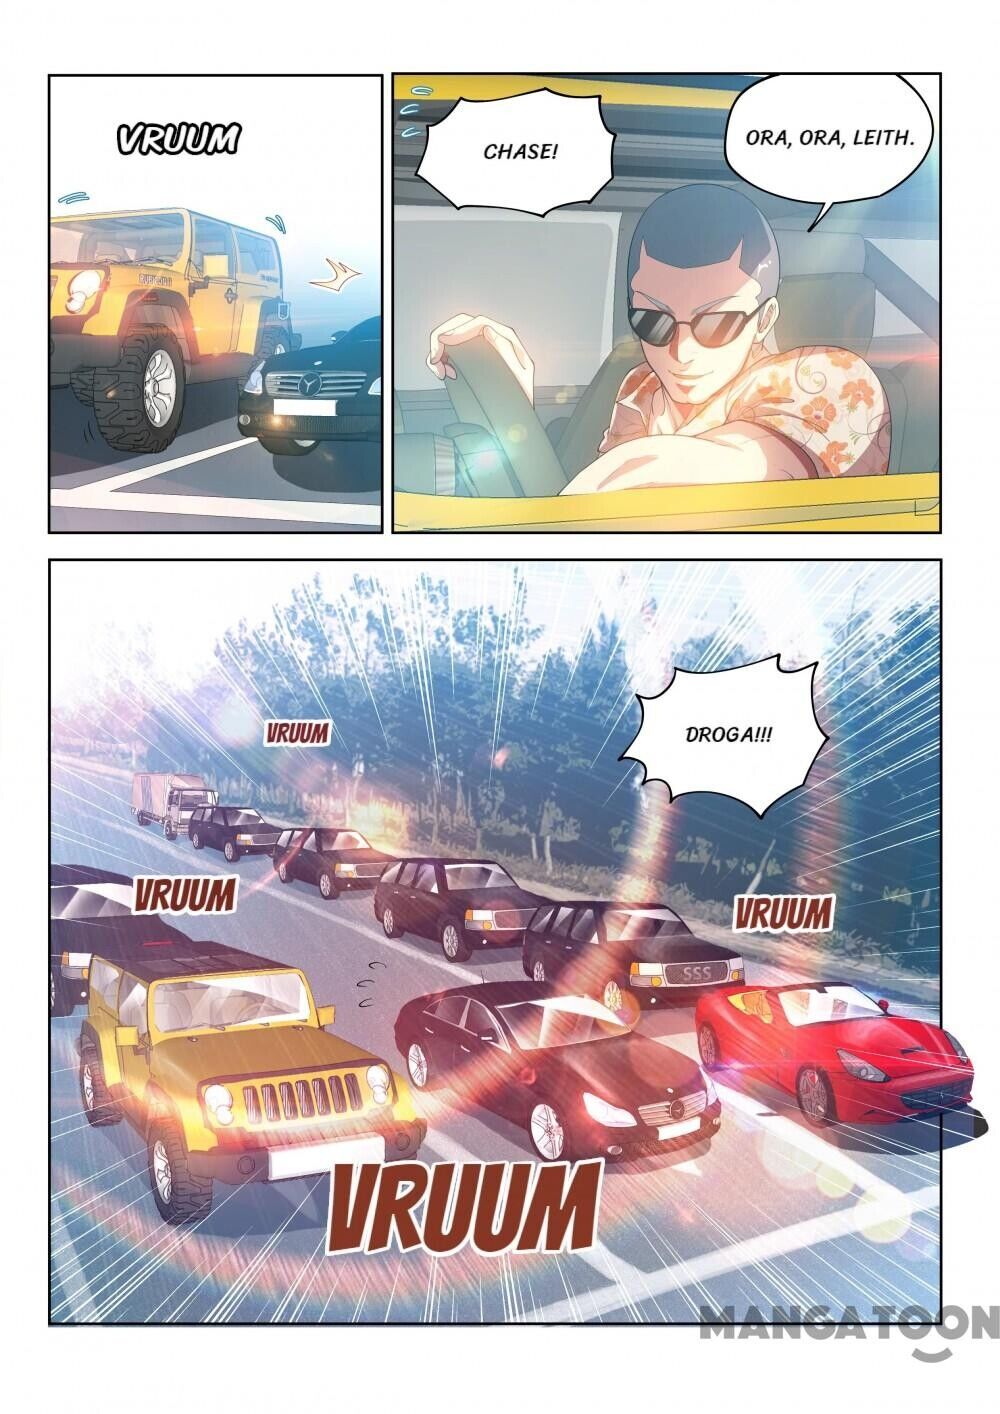 VRUUM
CHASE!
ORA, ORA, LEITH.
DROGA!!!
VRUUM
VRUUM
VRUUM
SSS
VRUUM
MANGATOON